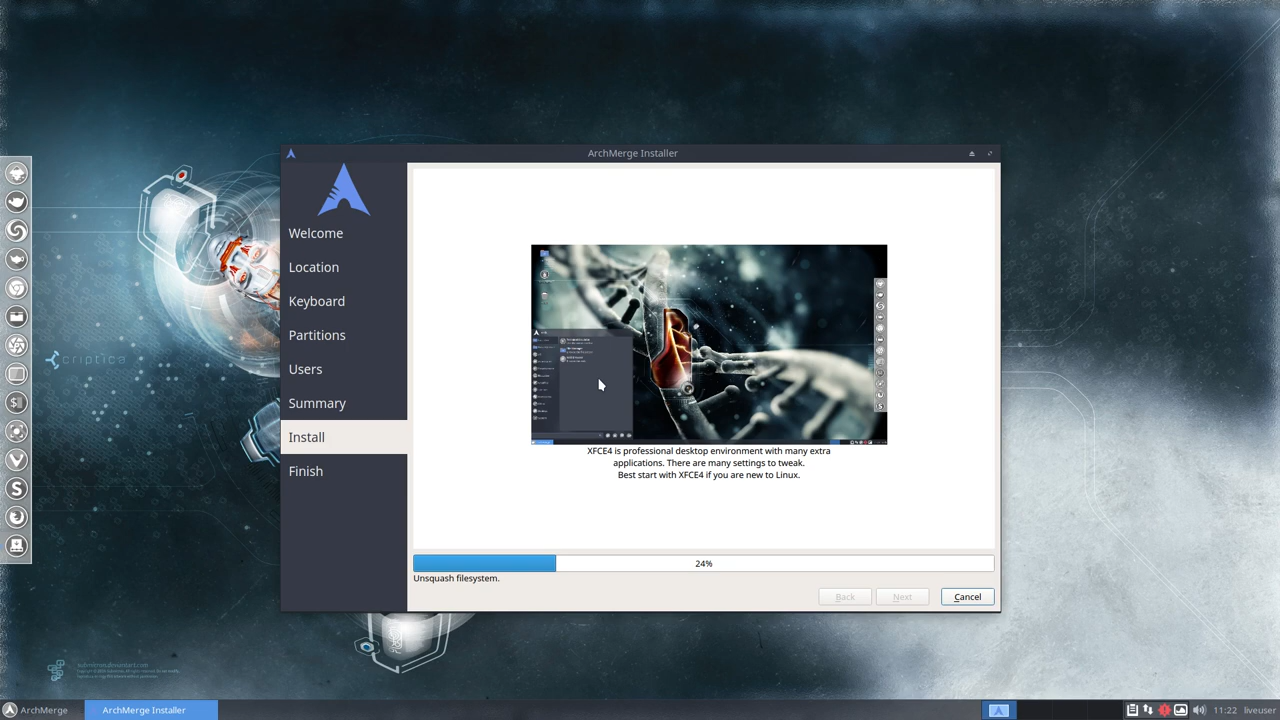 ArchMerge Installer
Welcome
Location
Keyboard
Partitions
Users
Summary
Install
Finish
XFCE4 is professional desktop environment with many extra
applications. There are many settings to tweak.
Best start with XFCE4 if you are new to Linux.
24%
Unsquash filesystem.
Back
Next
Cancel
criptica
ArchMerge
ArchMerge Installer
11:22
liveuser